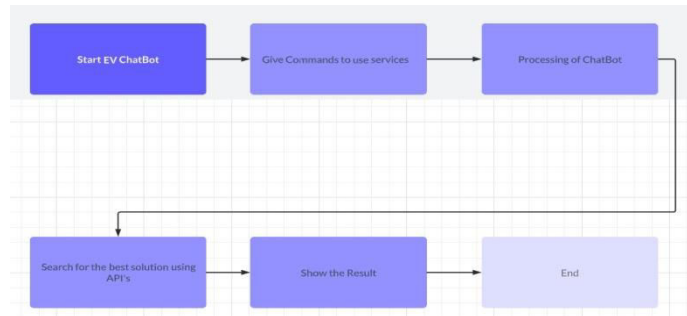 Start EV ChatBot
Give Commands to use services
Processing of ChatBot
Search for the best solution using
API's
Show the Result
End